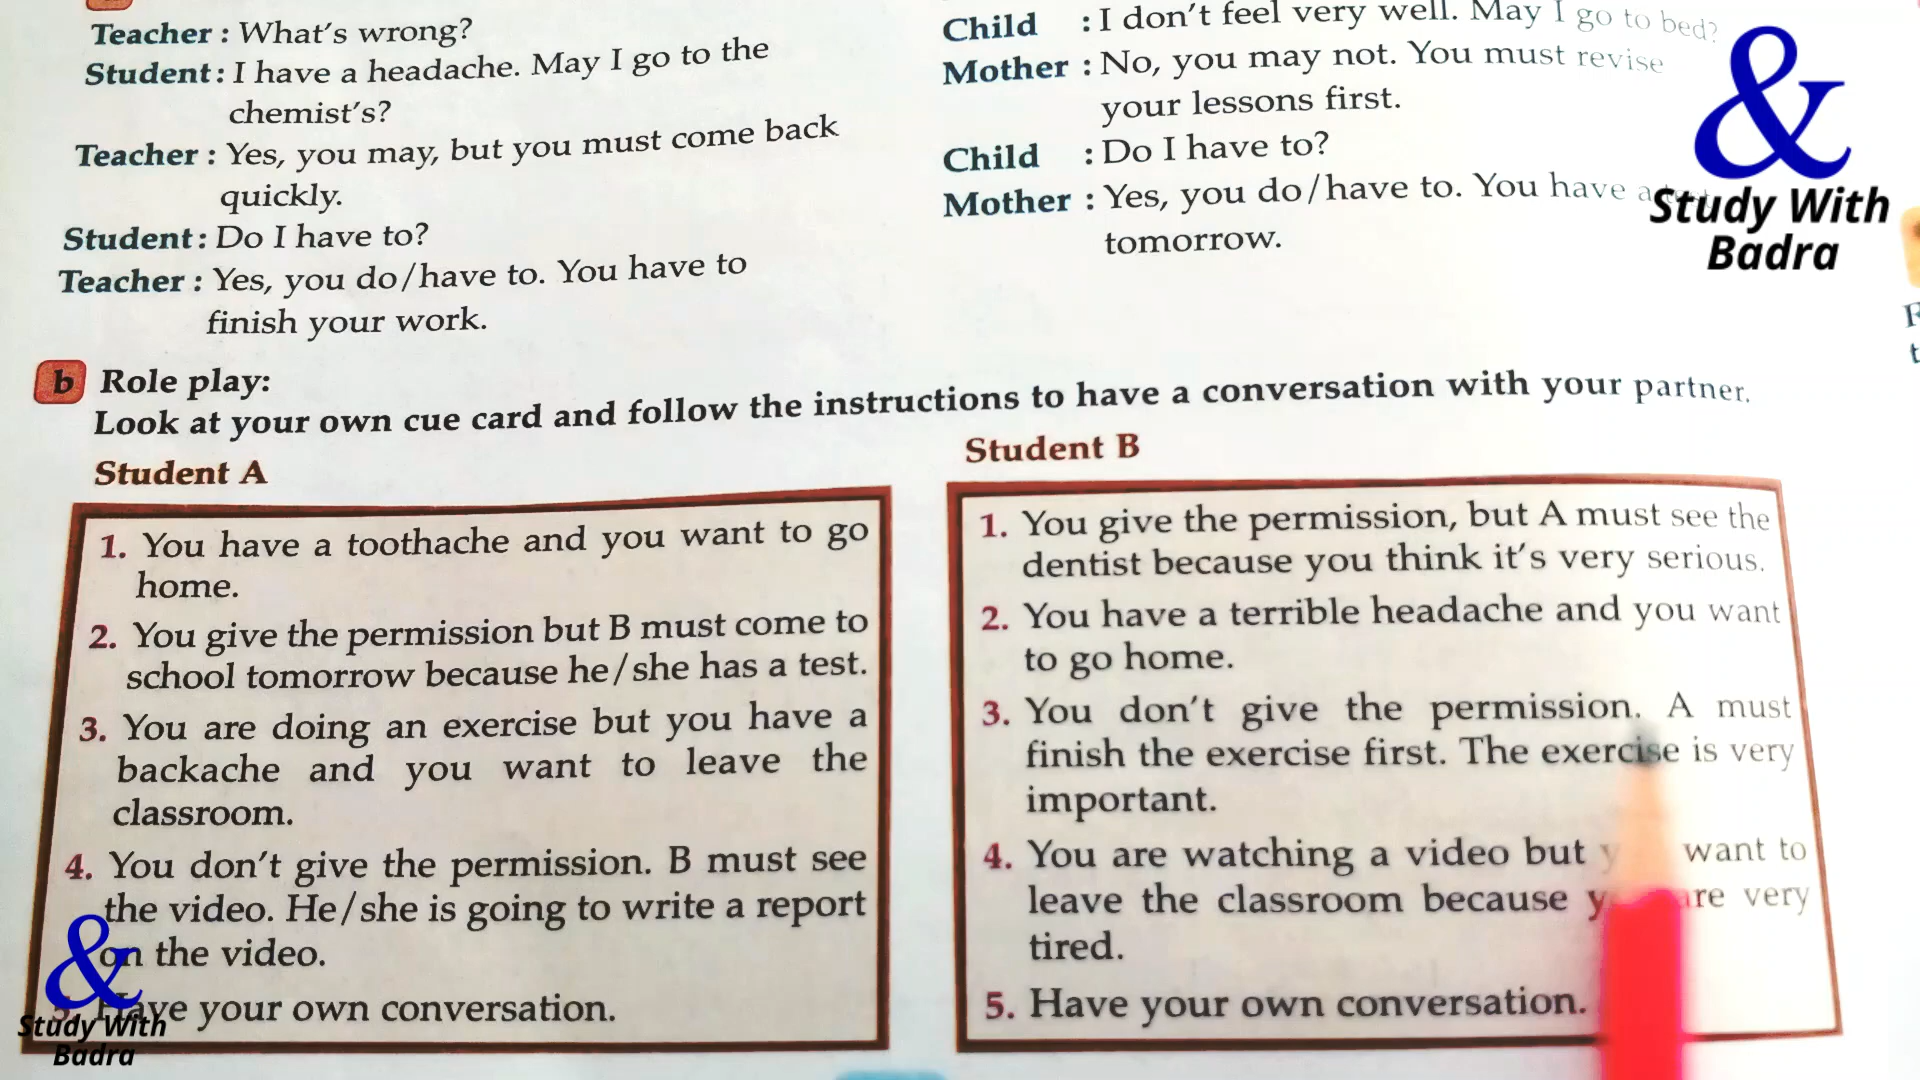 Teacher : What's wrong?
Student : I have a headache. May I go to the
chemist's?
Teacher : Yes, you may, but you must come back
quickly.
Student : Do I have to?
Teacher : Yes, you do/have to. You have to
finish your work.
Child : I don't feel very well. May I go to bed?
Mother : No, you may not. You must revise
your lessons first.
Child : Do I have to?
Mother : Yes, you do/have to. You have a
tomorrow.
&
Study With
Badra
b Role play:
Look at your own cue card and follow the instructions to have a conversation with your partner.
Student A
1. You have a toothache and you want to go
home.
2. You give the permission but B must come to
school tomorrow because he/she has a test.
3. You are doing an exercise but you have a
backache and you want to leave the
classroom.
4. You don't give the permission. B must see
the video. He/she is going to write a report
on the video.
Have your own conversation.
Student B
1. You give the permission, but A must see the
dentist because you think it's very serious.
2. You have a terrible headache and you want
to go home.
3. You don't give the permission. A must
finish the exercise first. The exercise is very
important.
4. You are watching a video but want to
leave the classroom because are very
tired.
5. Have your own conversation.
&
Study With
Badra